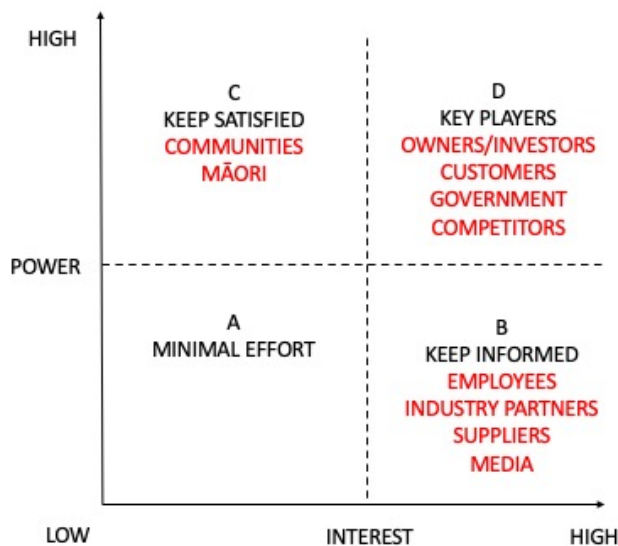 HIGH
C
KEEP SATISFIED
COMMUNITIES
MĀORI
D
KEY PLAYERS
OWNERS/INVESTORS
CUSTOMERS
GOVERNMENT
COMPETITORS
POWER
A
MINIMAL EFFORT
B
KEEP INFORMED
EMPLOYEES
INDUSTRY PARTNERS
SUPPLIERS
MEDIA
LOW
INTEREST
HIGH